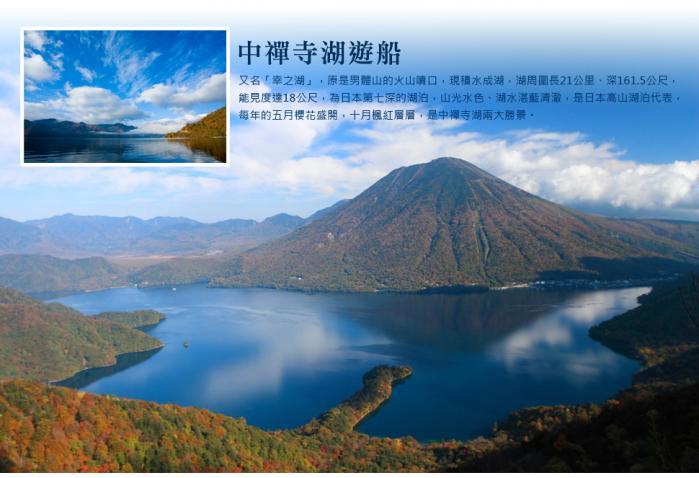 中禪寺湖遊船
又名「幸之湖」，原是男體山的火山噴口，現積水成湖，湖周圍長21公里、深161.5公尺，
能見度達18公尺，為日本第七深的湖泊，山光水色、湖水湛藍清澈，是日本高山湖泊代表，
每年的五月櫻花盛開，十月楓紅層層，是中禪寺湖兩大勝景。